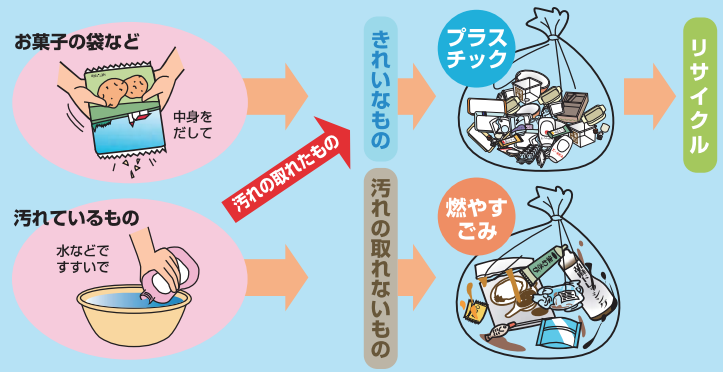 お菓子の袋など
中身を
だして
汚れているもの
水などで
すすいで
汚れの取れたもの
きれいなもの
汚れの取れないもの
プラス
チック
燃やす
ごみ
リサイクル